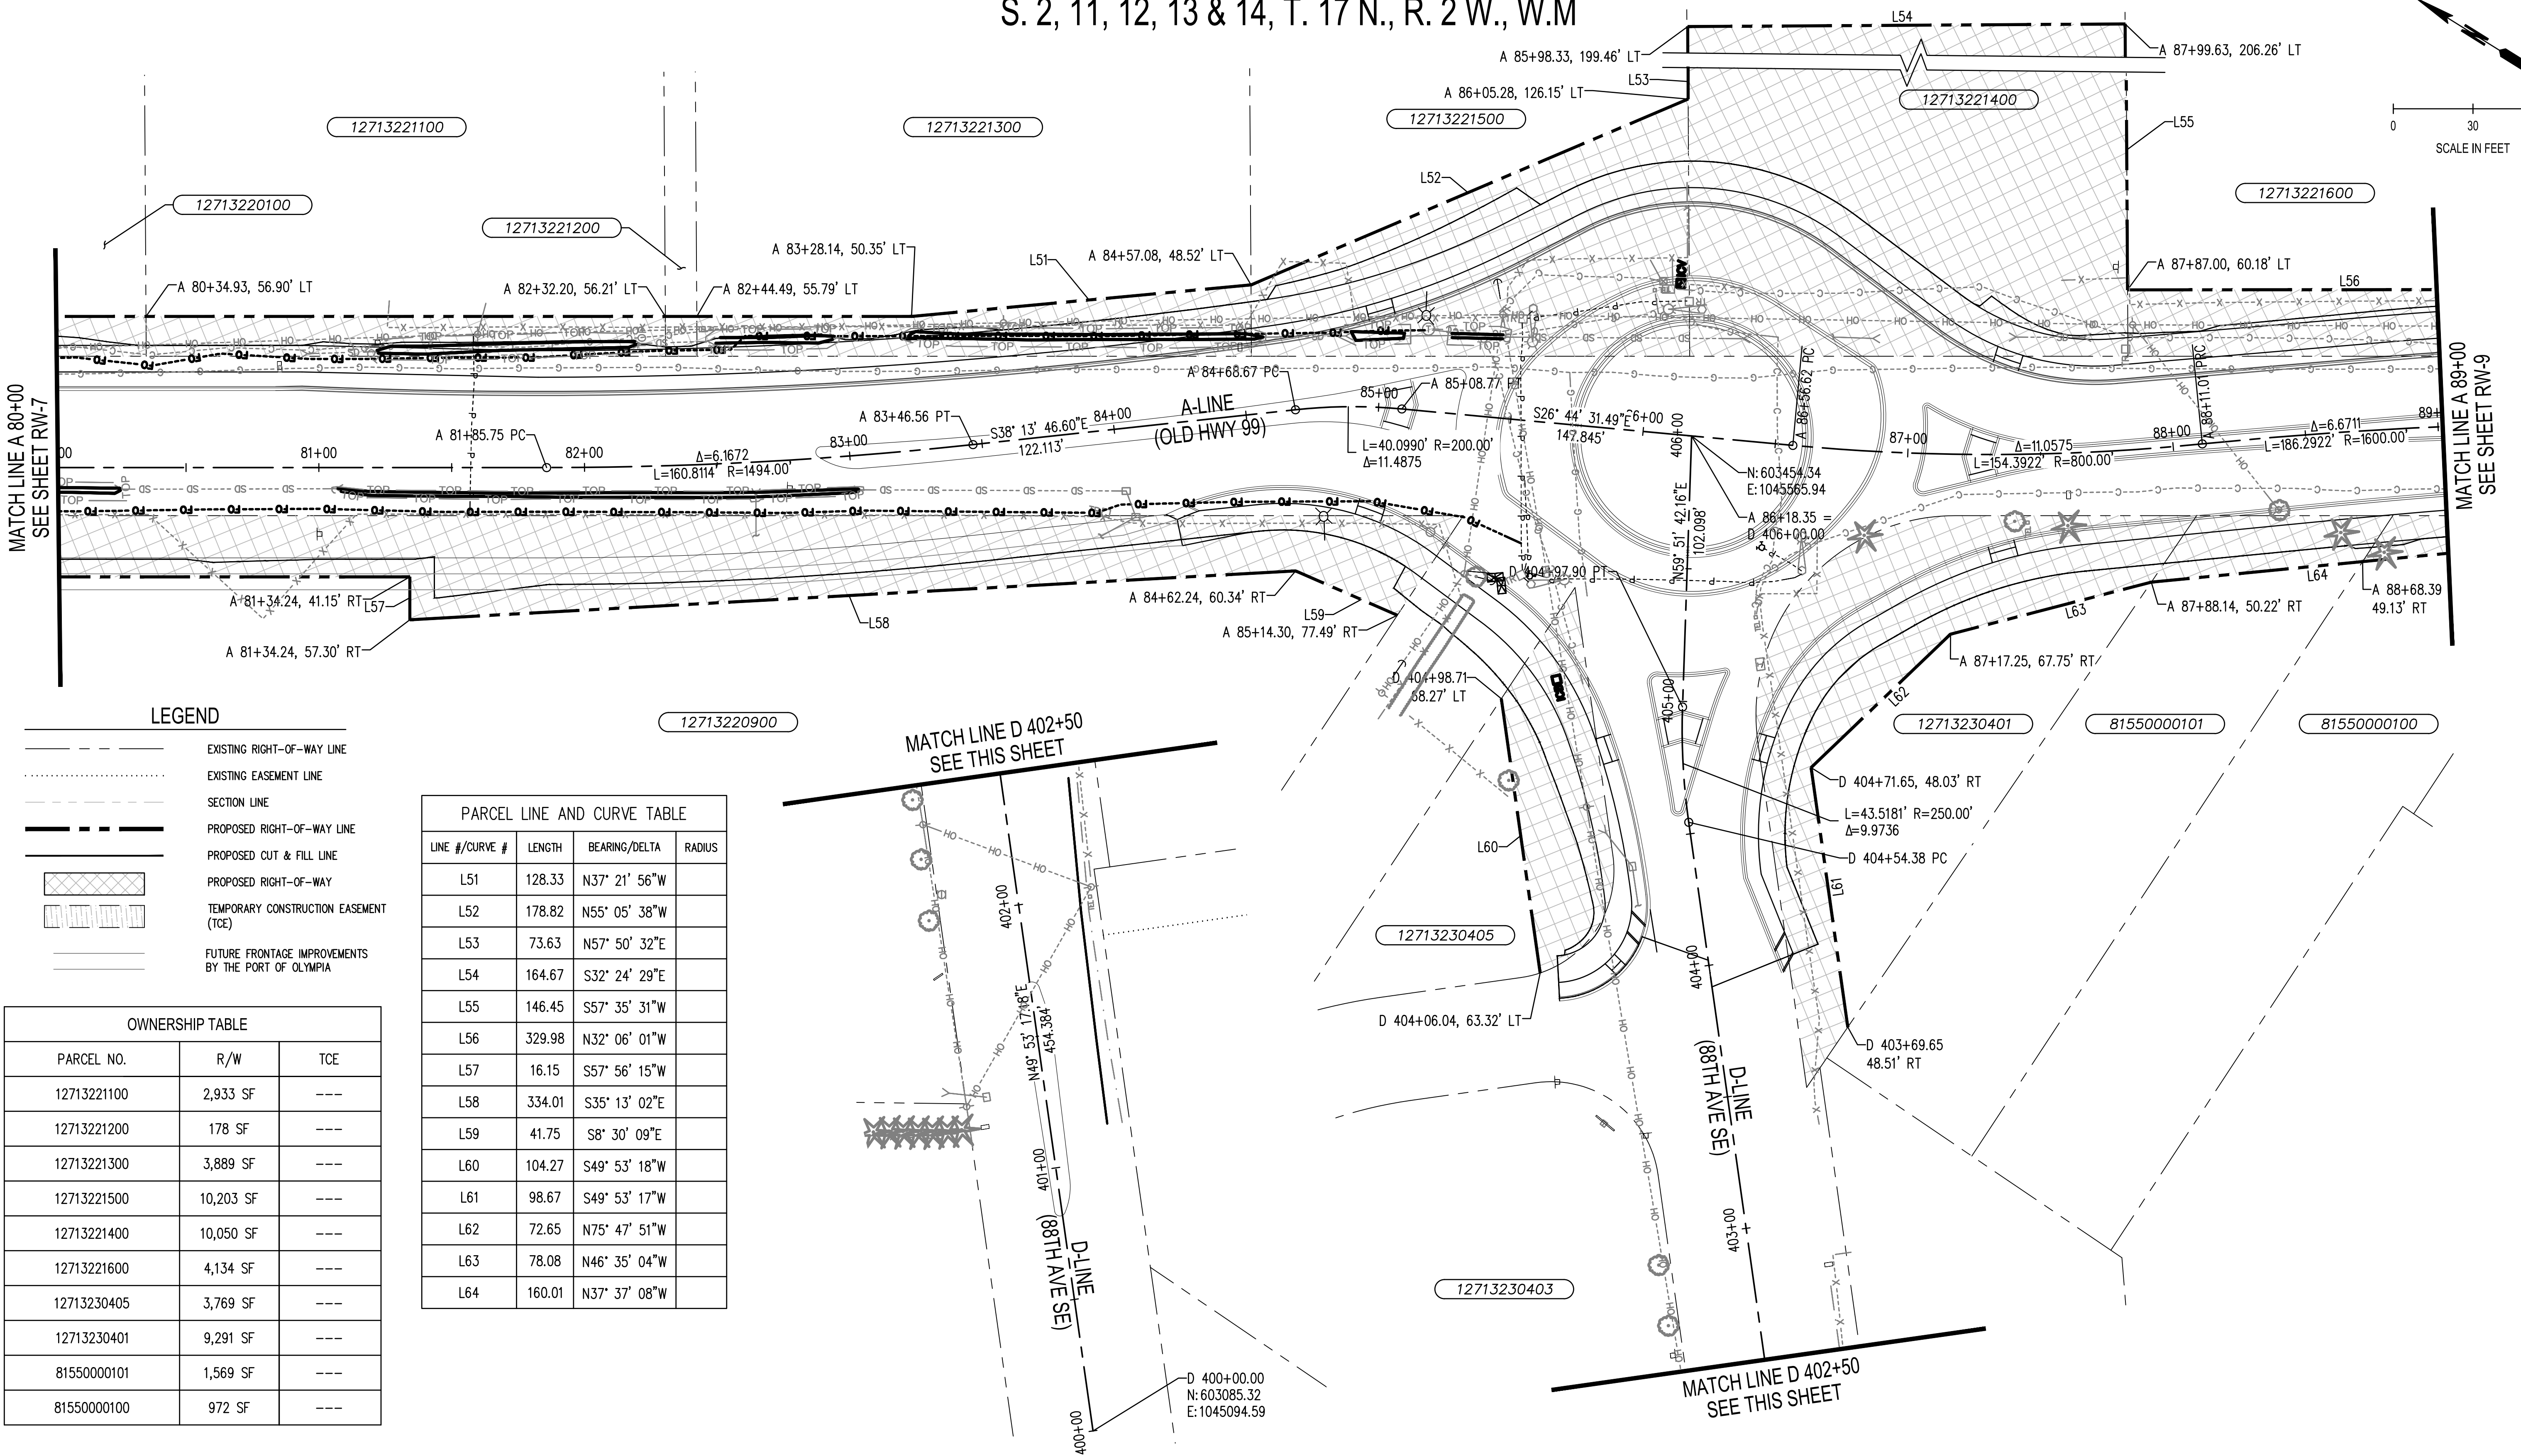 S. 2, 11, 12, 13 & 14, T. 17 N., R. 2 W., W.M
L54
A 85+98.33, 199.46' LT
A 87+99.63, 206.26' LT
L53
A 86+05.28, 126.15' LT
12713221400
12713221100
12713221300
12713221500
L55
0
30
SCALE IN FEET
L52
12713220100
12713221600
12713221200
A 83+28.14, 50.35' LT
L51
A 84+57.08, 48.52' LT
A 87+87.00, 60.18' LT
A 80+34.93, 56.90' LT
A 82+32.20, 56.21' LT
A 82+44.49, 55.79' LT
L56
MATCH LINE A 80+00
SEE SHEET RW-7
MATCH LINE A 89+00
SEE SHEET RW-9
A 84+68.67 PC
A 85+08.77 PT
A 86+56.62 PC
A 88+11.01 PRC
85+00
A-LINE
(OLD HWY 99)
A 83+46.56 PT
84+00
S38° 13' 46.60"E
122.113'
83+00
A 81+85.75 PC
81+00
82+00
Δ=6.1672
L=160.8114' R=1494.00'
L=40.0990' R=200.00'
Δ=11.4875
S26° 44' 31.49"E
147.845'
406+00
87+00
Δ=11.0575
L=154.3922' R=800.00'
88+00
Δ=6.6711
L=186.2922' R=1600.00'
N:603454.34
E:1045565.94
A 86+18.35 =
D 406+00.00
N59° 51' 42.16"E
102.098'
D 404+97.90 PT
A 81+34.24, 41.15' RT
L57
A 81+34.24, 57.30' RT
L58
A 84+62.24, 60.34' RT
L59
A 85+14.30, 77.49' RT
L64
A 88+68.39
49.13' RT
A 87+88.14, 50.22' RT
L63
A 87+17.25, 67.75' RT
L62
D 404+98.71
58.27' LT
405+00
12713220900
12713230401
81550000101
81550000100
D 404+71.65, 48.03' RT
L=43.5181' R=250.00'
Δ=9.9736
D 404+54.38 PC
L60
L61
12713230405
404+00
D 404+06.04, 63.32' LT
D 403+69.65
48.51' RT
D-LINE
(88TH AVE SE)
403+00
12713230403
MATCH LINE D 402+50
SEE THIS SHEET
MATCH LINE D 402+50
SEE THIS SHEET
402+00
N49° 53' 17.18"E
454.384'
401+00
D-LINE
(88TH AVE SE)
D 400+00.00
N:603085.32
E:1045094.59
400+00
LEGEND
EXISTING RIGHT-OF-WAY LINE
EXISTING EASEMENT LINE
SECTION LINE
PROPOSED RIGHT-OF-WAY LINE
PROPOSED CUT & FILL LINE
PROPOSED RIGHT-OF-WAY
TEMPORARY CONSTRUCTION EASEMENT
(TCE)
FUTURE FRONTAGE IMPROVEMENTS
BY THE PORT OF OLYMPIA
OWNERSHIP TABLE
PARCEL NO. R/W TCE
12713221100 2,933 SF ---
12713221200 178 SF ---
12713221300 3,889 SF ---
12713221500 10,203 SF ---
12713221400 10,050 SF ---
12713221600 4,134 SF ---
12713230405 3,769 SF ---
12713230401 9,291 SF ---
81550000101 1,569 SF ---
81550000100 972 SF ---
PARCEL LINE AND CURVE TABLE
LINE #/CURVE # LENGTH BEARING/DELTA RADIUS
L51 128.33 N37° 21' 56"W
L52 178.82 N55° 05' 38"W
L53 73.63 N57° 50' 32"E
L54 164.67 S32° 24' 29"E
L55 146.45 S57° 35' 31"W
L56 329.98 N32° 06' 01"W
L57 16.15 S57° 56' 15"W
L58 334.01 S35° 13' 02"E
L59 41.75 S8° 30' 09"E
L60 104.27 S49° 53' 18"W
L61 98.67 S49° 53' 17"W
L62 72.65 N75° 47' 51"W
L63 78.08 N46° 35' 04"W
L64 160.01 N37° 37' 08"W